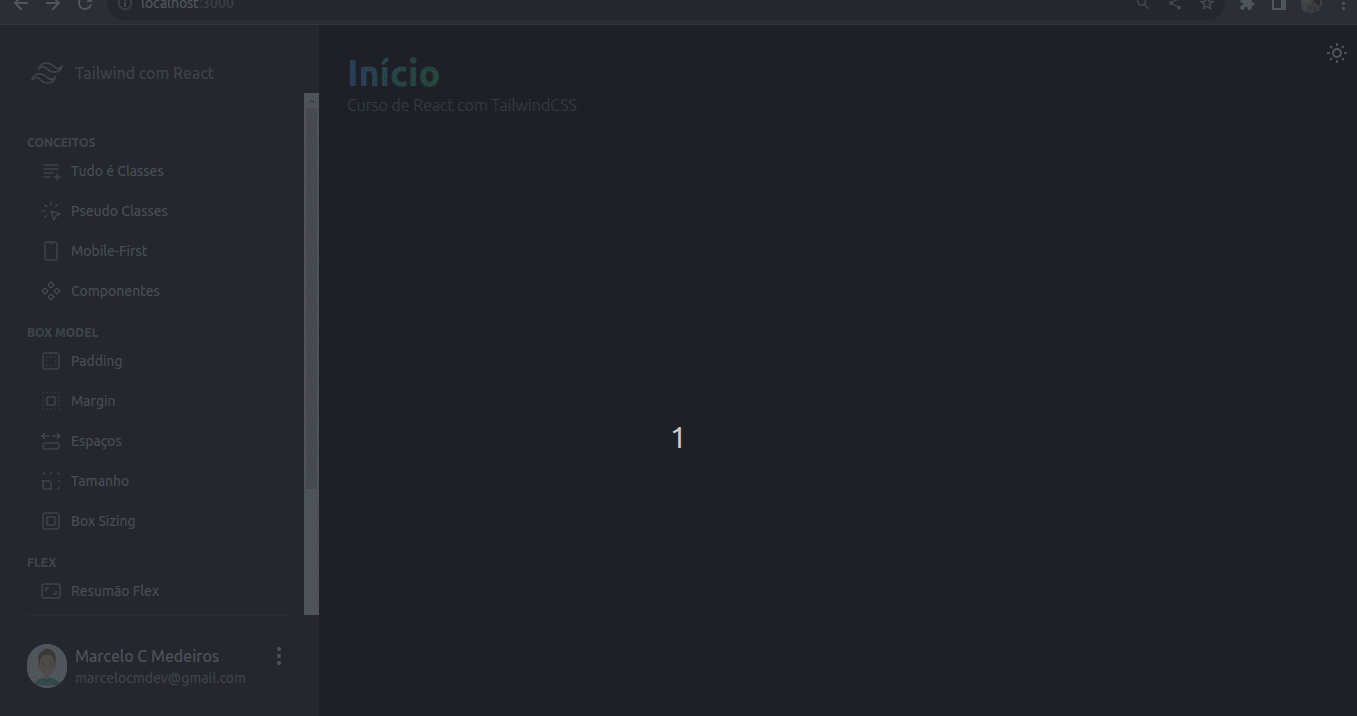 localhost:3000
Tailwind com React
CONCEITOS
Tudo é Classes
Pseudo Classes
Mobile-First
Componentes
BOX MODEL
Padding
Margin
Espaços
Tamanho
Box Sizing
FLEX
Resumão Flex
Marcelo C Medeiros
marcelocmdev@gmail.com
Início
Curso de React com TailwindCSS
1